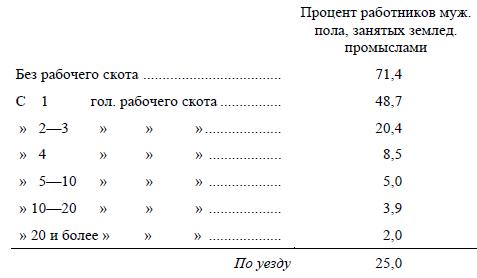 Процент работников муж.
пола, занятых землед.
промыслами
Без рабочего скота ..................................... 71,4
С 1 гол. рабочего скота ................ 48,7
» 2—3 » » » .................... 20,4
» 4 » » » ................... 8,5
» 5—10 » » » ................... 5,0
» 10—20 » » » ................... 3,9
» 20 и более » » » ................... 2,0
По уезду 25,0